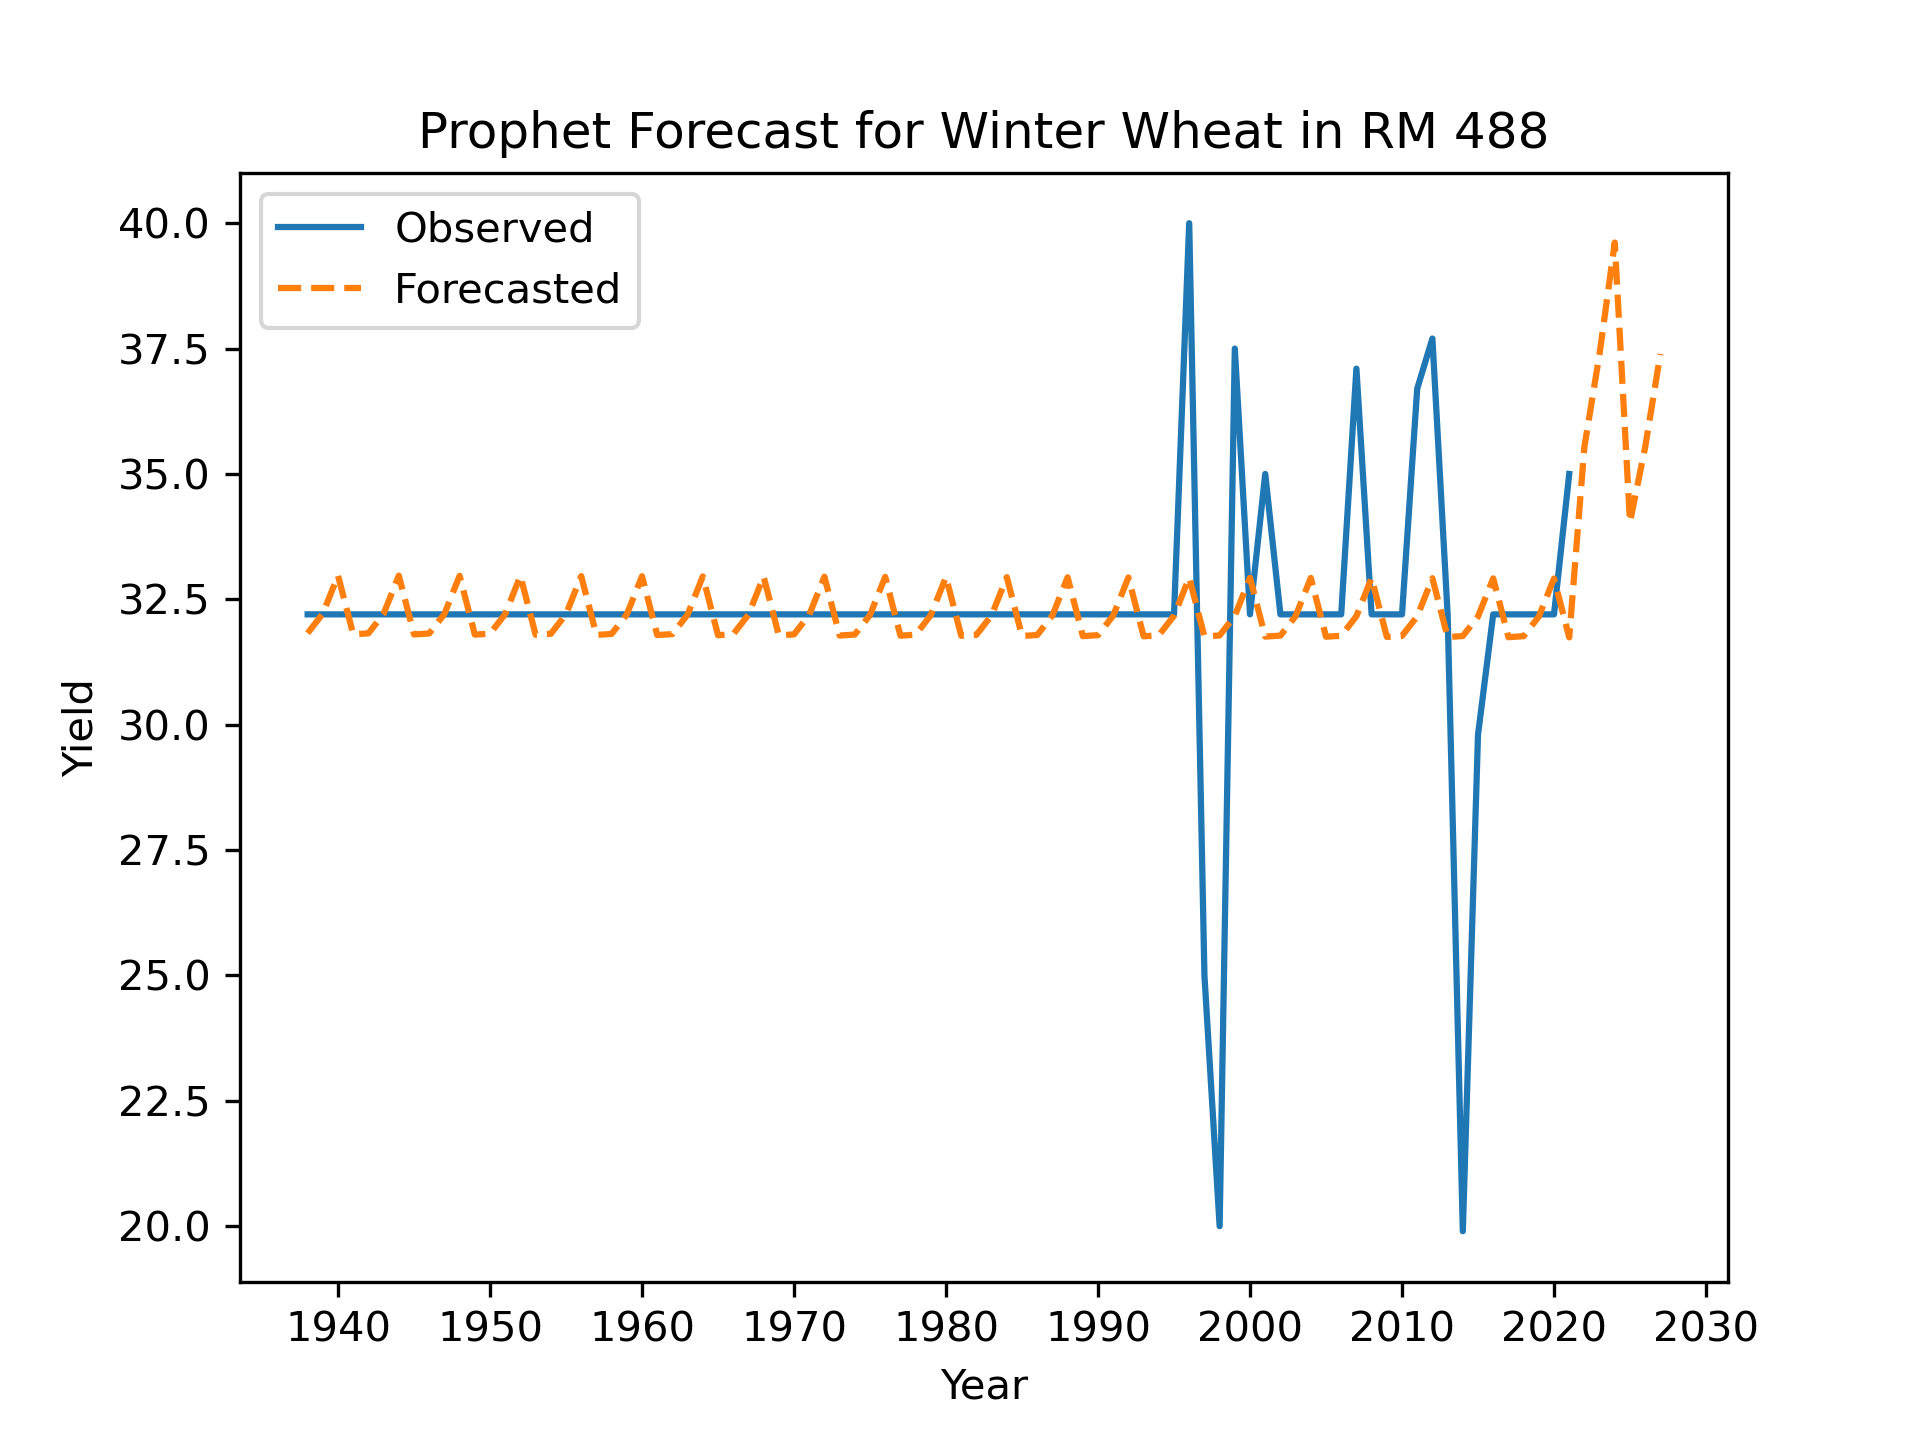 Prophet Forecast for Winter Wheat in RM 488
Observed
Forecasted
40.0
37.5
35.0
32.5
30.0
27.5
25.0
22.5
20.0
Yield
1940 1950 1960 1970 1980 1990 2000 2010 2020 2030
Year